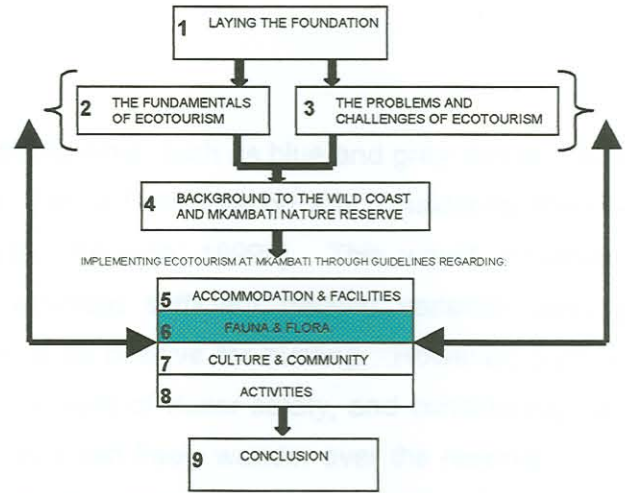 1 LAYING THE FOUNDATION
2 THE FUNDAMENTALS
OF ECOTOURISM
3 THE PROBLEMS AND
CHALLENGES OF ECOTOURISM
4 BACKGROUND TO THE WILD COAST
AND MKAMBATI NATURE RESERVE
IMPLEMENTING ECOTOURISM AT MKAMBATI THROUGH GUIDELINES REGARDING:
5 ACCOMMODATION & FACILITIES
6 FAUNA & FLORA
7 CULTURE & COMMUNITY
8 ACTIVITIES
9 CONCLUSION